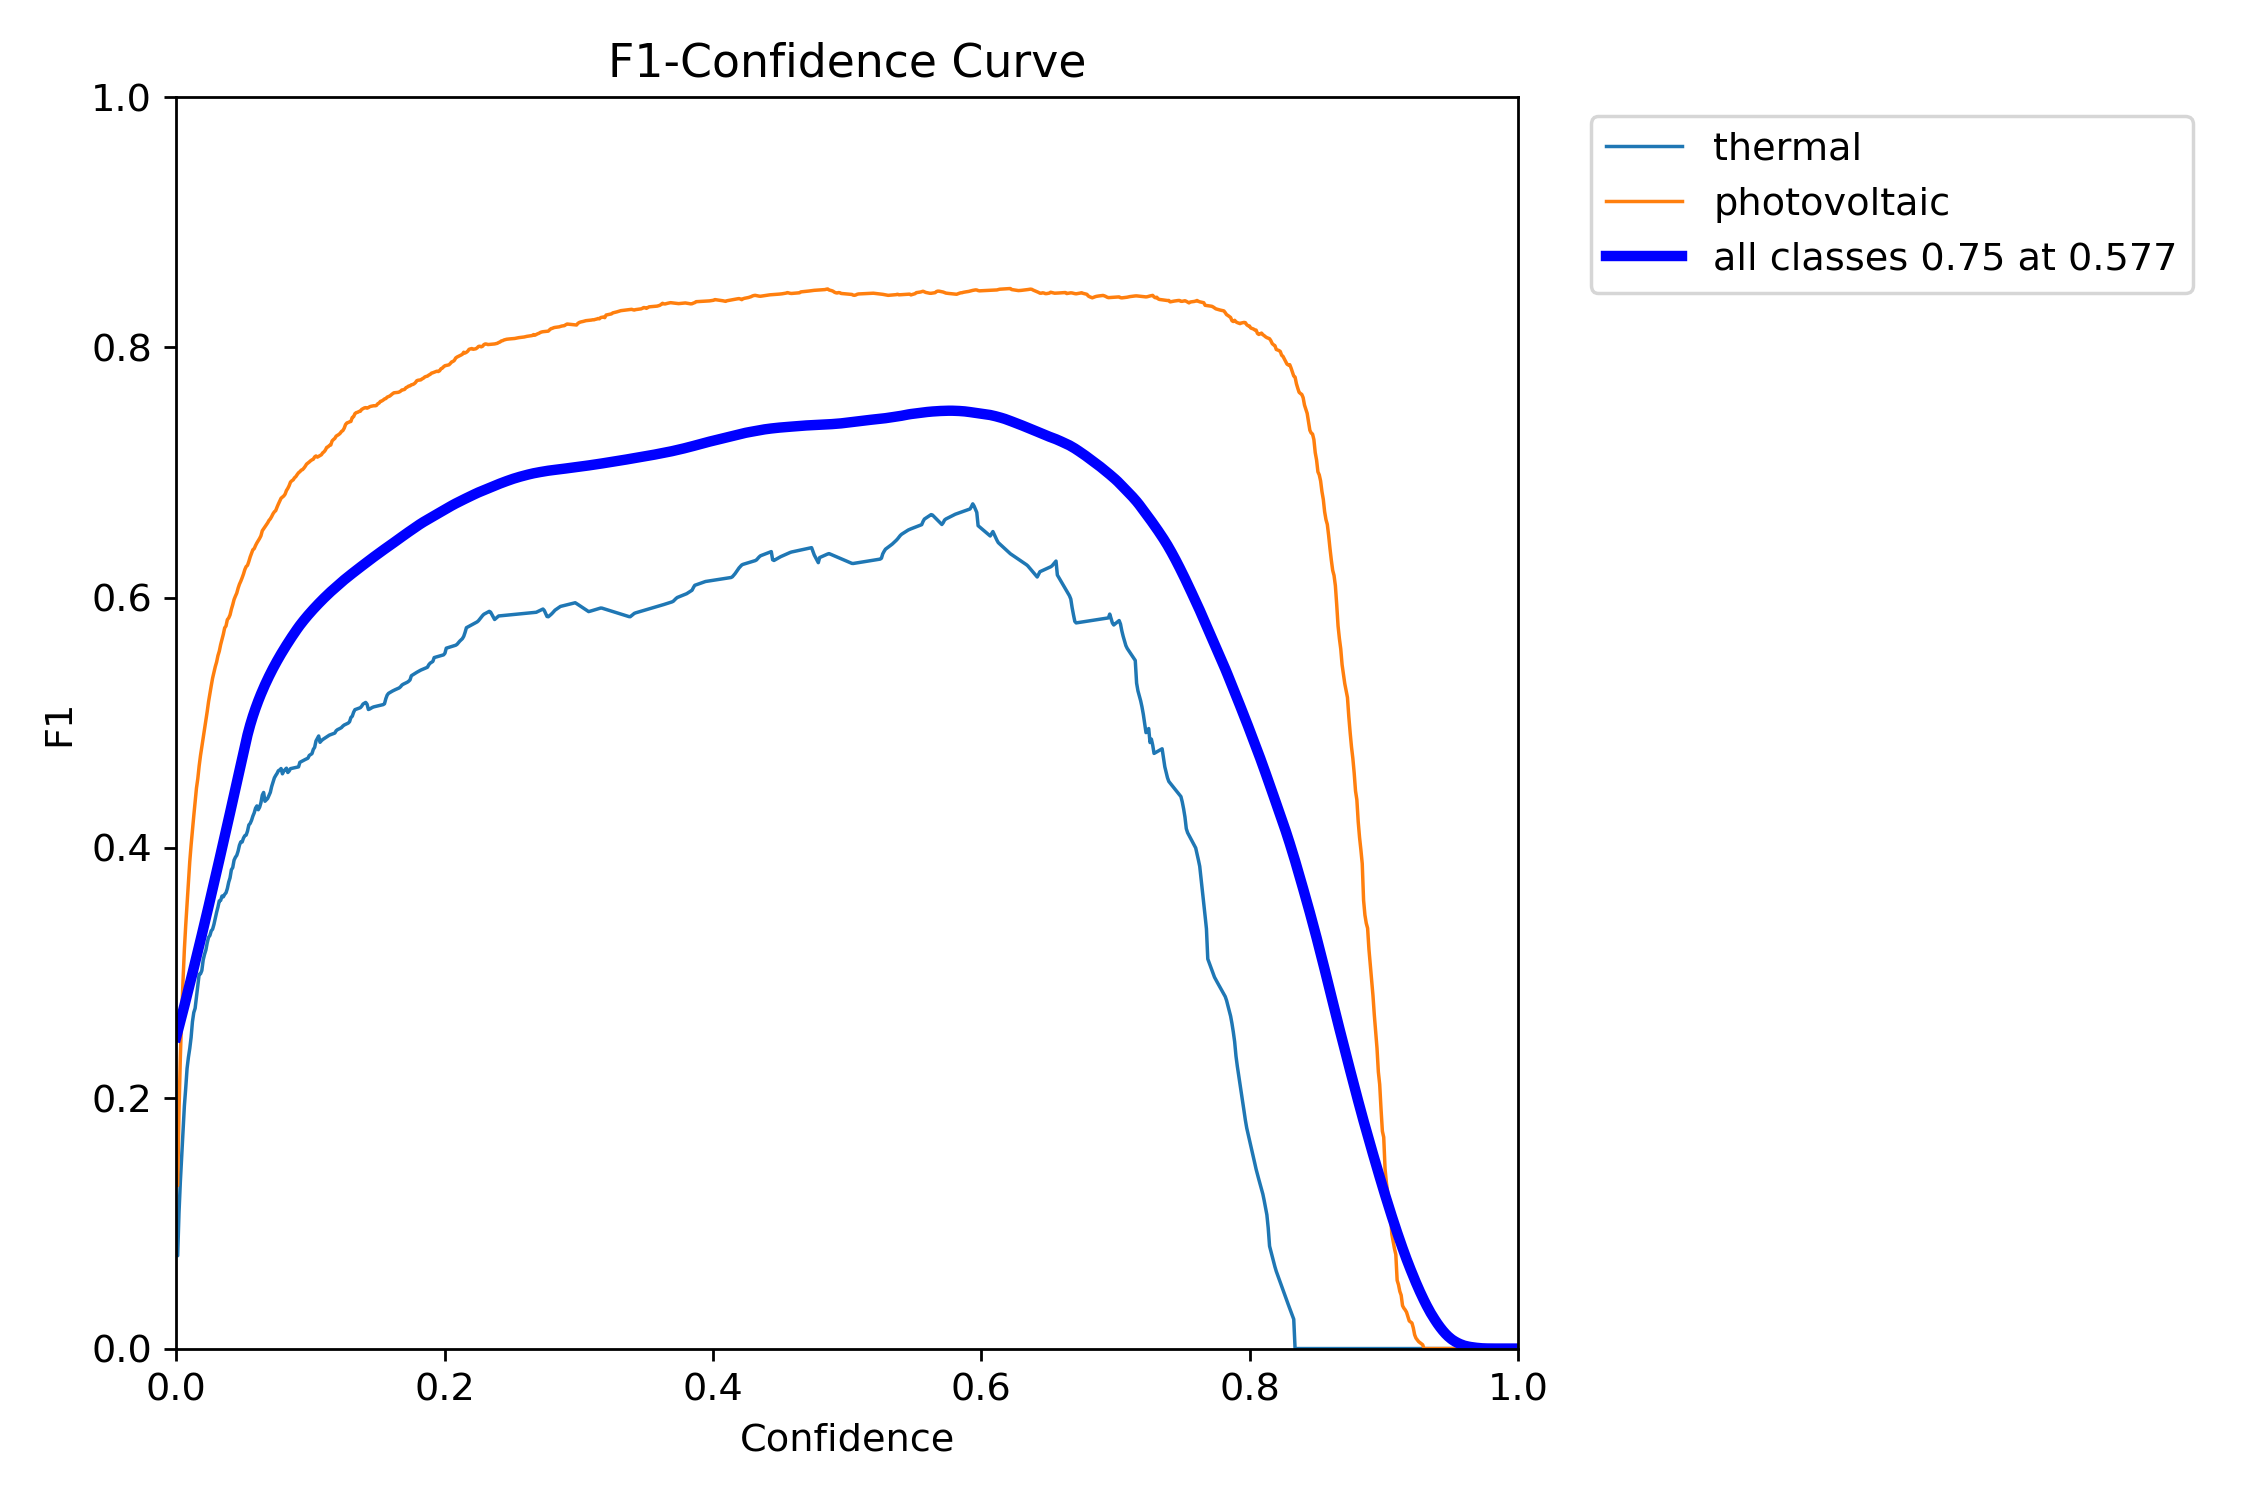 F1-Confidence Curve
1.0
0.8
0.6
0.4
0.2
0.0
F1
0.0 0.2 0.4 0.6 0.8 1.0
Confidence
thermal
photovoltaic
all classes 0.75 at 0.577